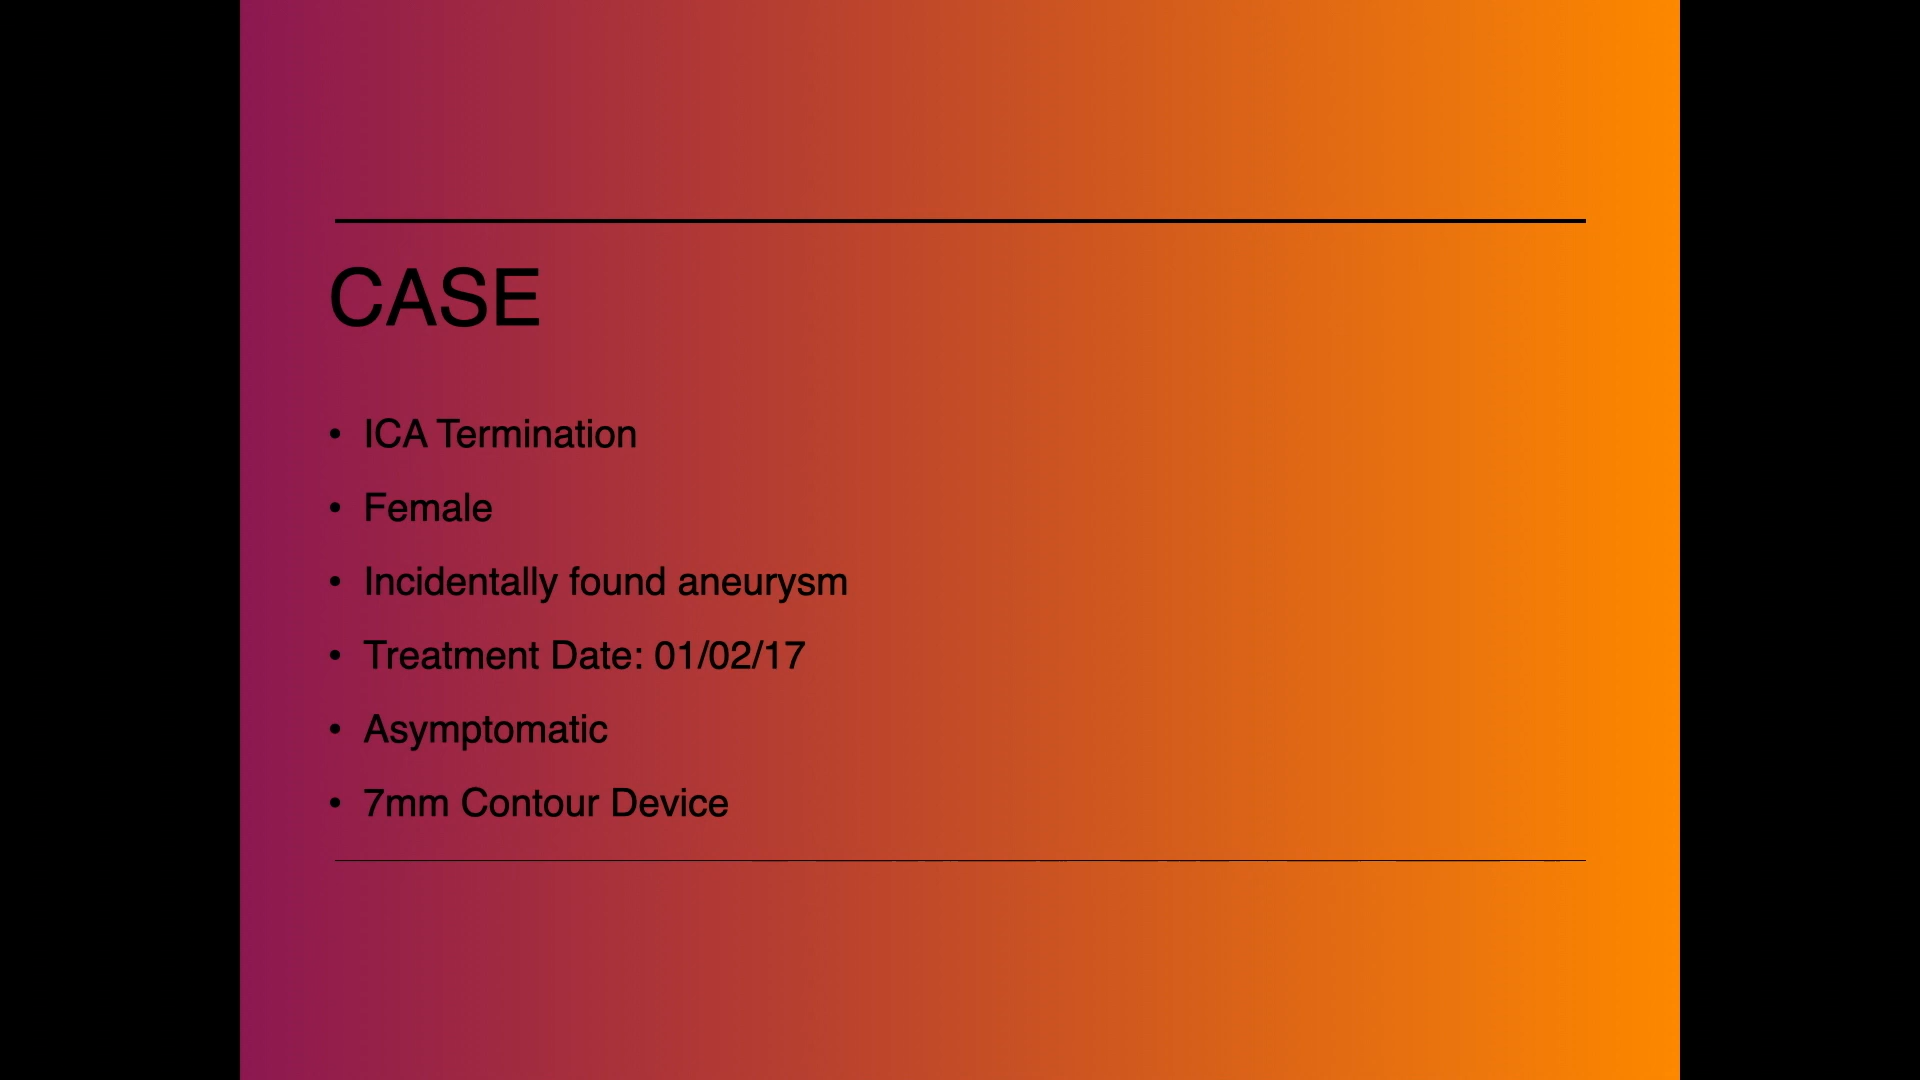 CASE
• ICA Termination
• Female
• Incidentally found aneurysm
• Treatment Date: 01/02/17
• Asymptomatic
• 7mm Contour Device